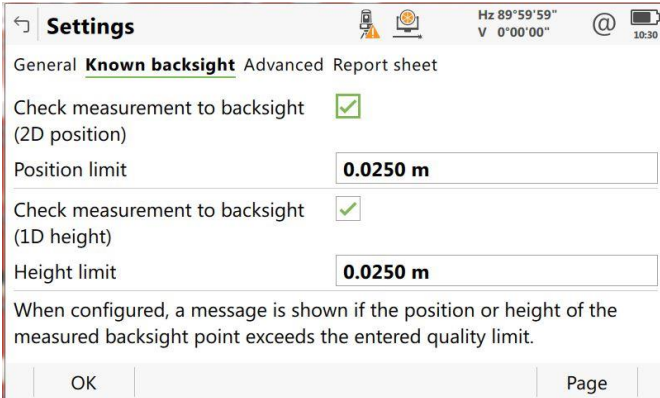 Settings
Hz 89°59'59"
V 0°00'00"
@
10:30
General Known backsight Advanced Report sheet
Check measurement to backsight
(2D position)
Position limit 0.0250 m
Check measurement to backsight
(1D height)
Height limit 0.0250 m
When configured, a message is shown if the position or height of the
measured backsight point exceeds the entered quality limit.
OK Page